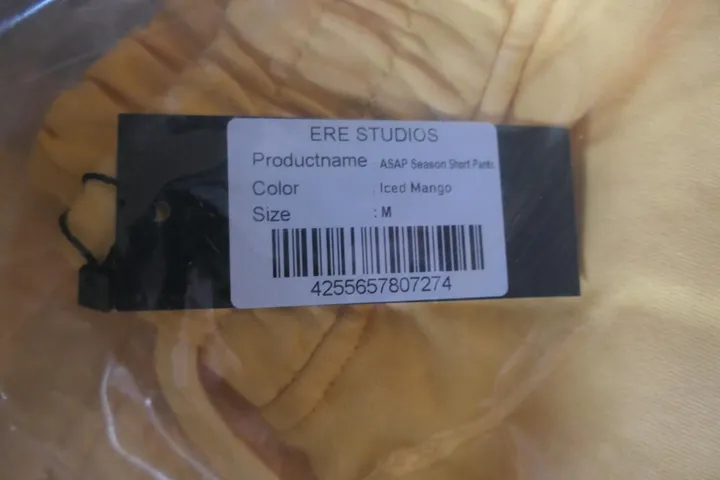 ERE STUDIOS
Productname : ASAP Season Short Pants
Color : Iced Mango
Size : M
4255657807274